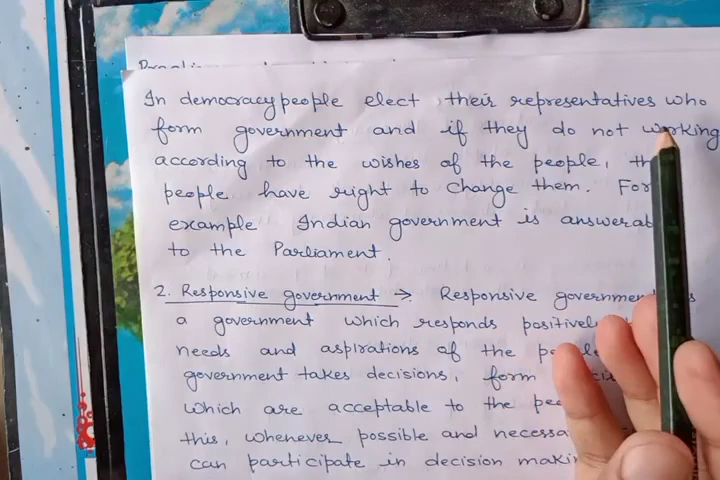 In democracy people elect their representatives who
form government and if they do not working
according to the wishes of the people,
people have right to change them. For
example Indian government is
to the Parliament.
2. Responsive government → Responsive
a government which responds
needs and aspirations of the
government takes decisions, form
which are acceptable to the
this, whenever possible and
can participate in decision